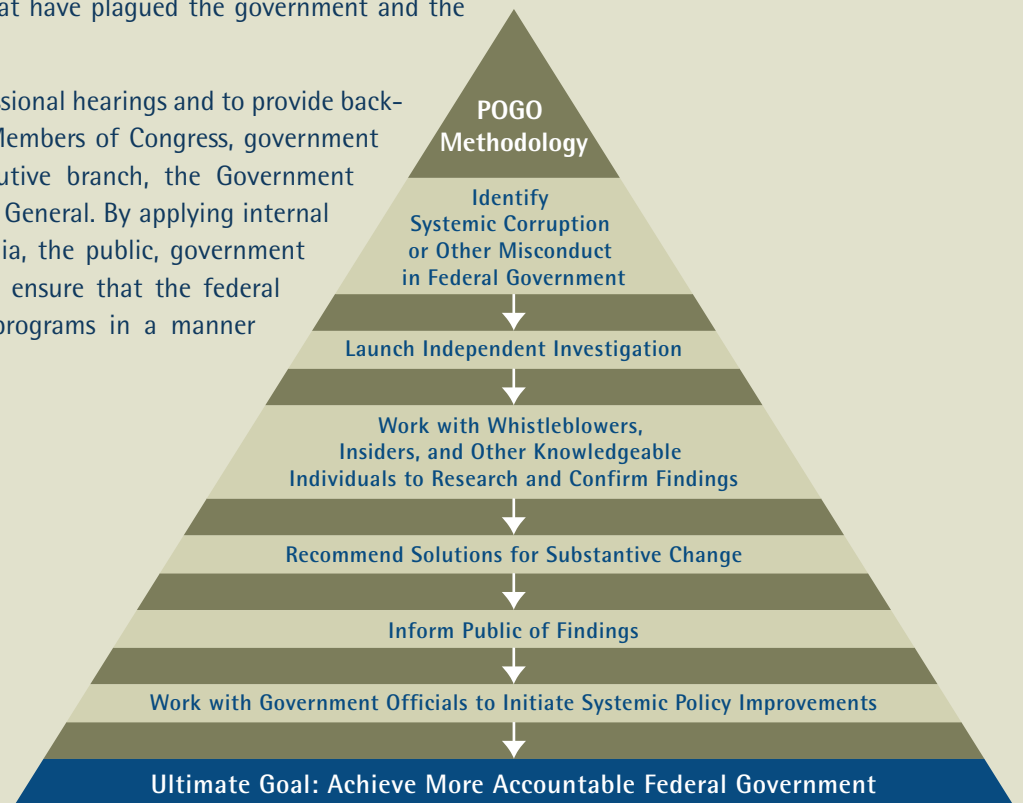 at have plagued the government and the
ssional hearings and to provide back-
Members of Congress, government
utive branch, the Government
General. By applying internal
ia, the public, government
ensure that the federal
programs in a manner
POGO
Methodology
Identify
Systemic Corruption
or Other Misconduct
in Federal Government
Launch Independent Investigation
Work with Whistleblowers,
Insiders, and Other Knowledgeable
Individuals to Research and Confirm Findings
Recommend Solutions for Substantive Change
Inform Public of Findings
Work with Government Officials to Initiate Systemic Policy Improvements
Ultimate Goal: Achieve More Accountable Federal Government